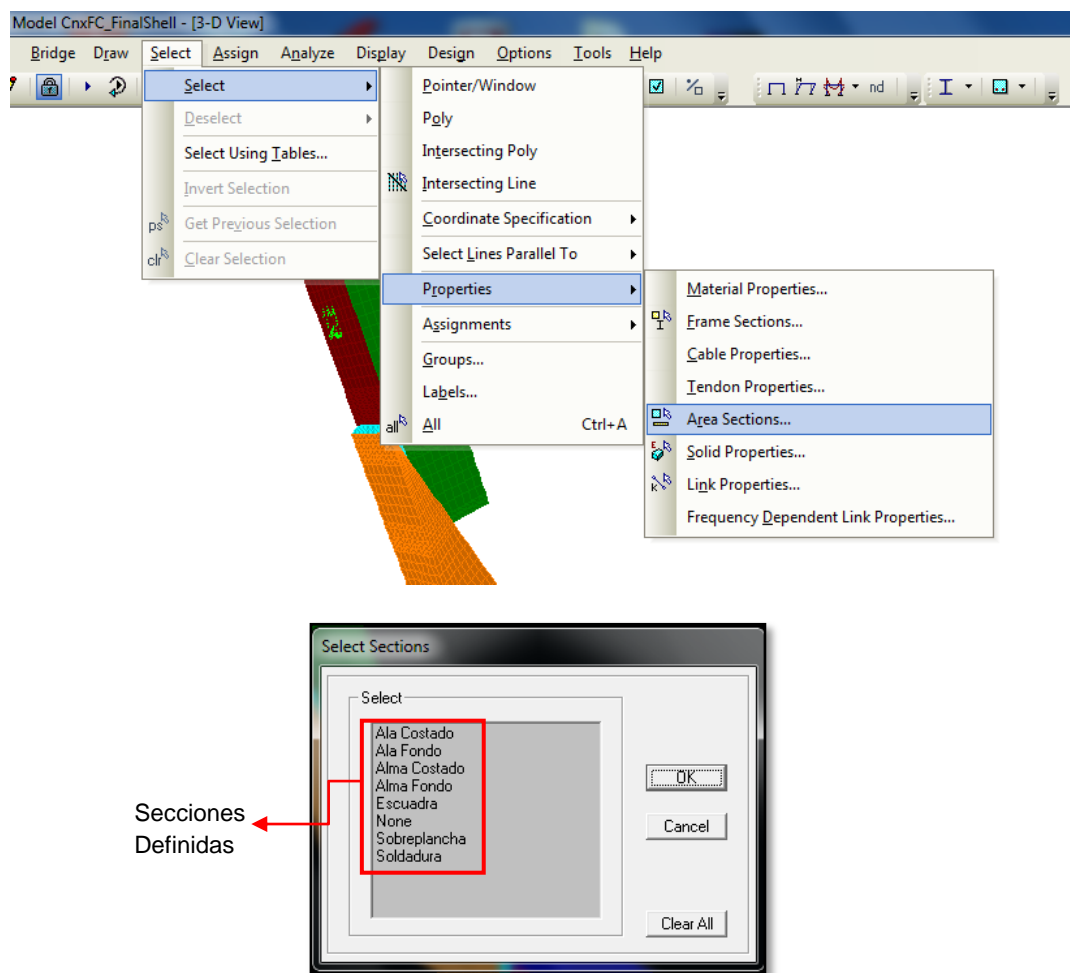 Model CnxFC_FinalShell - [3-D View]
Bridge Draw Select Assign Analyze Display Design Options Tools Help
nd
Select
Deselect
Select Using Tables...
Invert Selection
ps Get Previous Selection
clr Clear Selection
Pointer/Window
Poly
Intersecting Poly
Intersecting Line
Coordinate Specification
Select Lines Parallel To
Properties
Assignments
Groups...
Labels...
all All Ctrl+A
Material Properties...
Frame Sections...
Cable Properties...
Tendon Properties...
Area Sections...
E Solid Properties...
K Link Properties...
Frequency Dependent Link Properties...
Select Sections
Select
Ala Costado
Ala Fondo
Alma Costado
Alma Fondo
Escuadra
None
Sobreplancha
Soldadura
OK
Cancel
Clear All
Secciones
Definidas